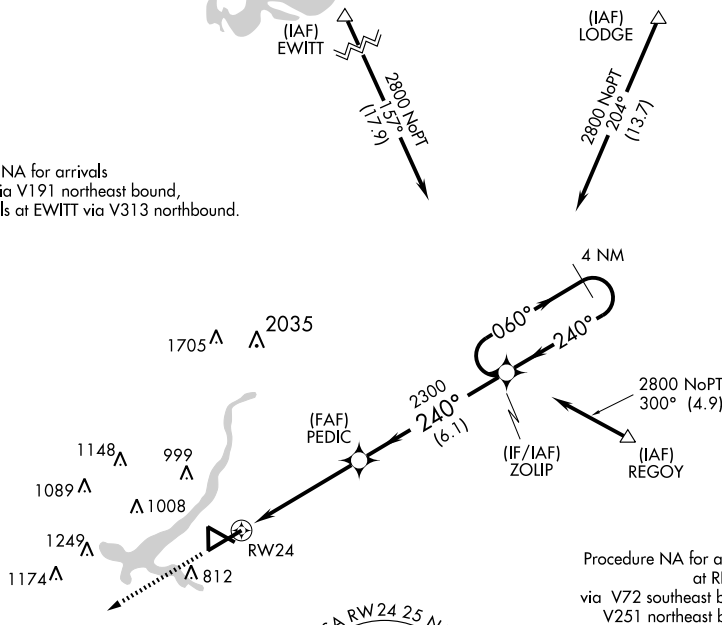 (IAF)
EWITT
(IAF)
LODGE
2800 NoPT
157°
(17.9)
2800 NoPT
204°
(13.7)
NA for arrivals
via V191 northeast bound,
at EWITT via V313 northbound.
4 NM
060°
240°
2035
1705
2300
240°
(6.1)
2800 NoPT
300° (4.9)
(FAF)
PEDIC
(IF/IAF)
ZOLIP
(IAF)
REGOY
1148
999
1089
1008
1249
RW24
1174
812
Procedure NA for
at
via V72 southeast
V251 northeast
RW24 25